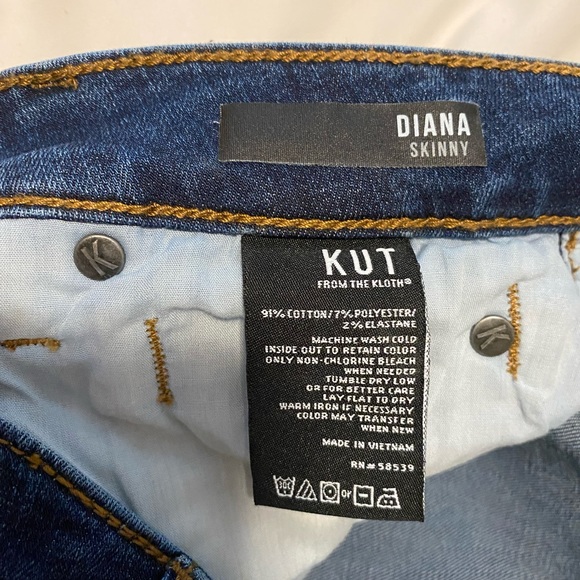 DIANA
SKINNY
K
KUT
FROM THE KLOTH®
K
91% COTTON/7% POLYESTER/
2% ELASTANE
MACHINE WASH COLD
INSIDE OUT TO RETAIN COLOR
ONLY NON-CHLORINE BLEACH
WHEN NEEDED
TUMBLE DRY LOW
OR FOR BETTER CARE
LAY FLAT TO DRY
WARM IRON IF NECESSARY
COLOR MAY TRANSFER
WHEN NEW
MADE IN VIETNAM
RN# 58539
or